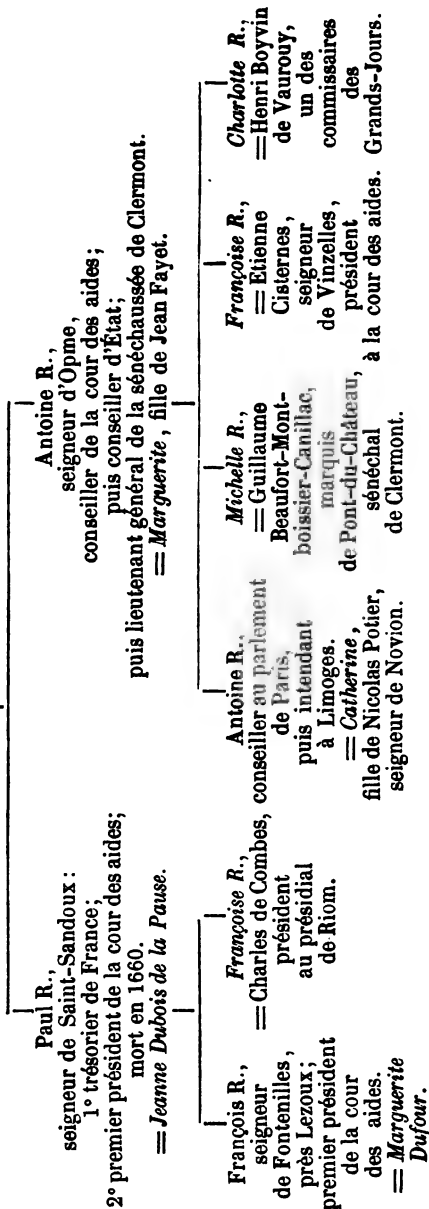 Paul R.,
seigneur de Saint-Sandoux :
1° trésorier de France;
2° premier président de la cour des aides;
mort en 1660.
= Jeanne Dubois de la Pause.
Antoine R.,
seigneur d'Opme,
conseiller de la cour des aides;
puis conseiller d'État;
puis lieutenant général de la sénéchaussée de Clermont.
= Marguerite, fille de Jean Fayet.
François R.,
seigneur
de Fontenilles,
près Lezoux;
premier président
de la cour
des aides.
= Marguerite
Dufour.
Françoise R.,
= Charles de Combes,
président
au présidial
de Riom.
Antoine R.,
conseiller au parlement
de Paris,
puis intendant
à Limoges.
= Catherine,
fille de Nicolas Potier,
seigneur de Novion.
Michelle R.,
= Guillaume
Beaufort-Mont-
boissier-Canillac,
marquis
de Pont-du-Château,
sénéchal
de Clermont.
Françoise R.,
= Etienne
Cisternes,
seigneur
de Vinzelles,
président
à la cour des aides.
Charlotte R.,
= Henri Boyvin
de Vaurouy,
un des
commissaires
des
Grands-Jours.